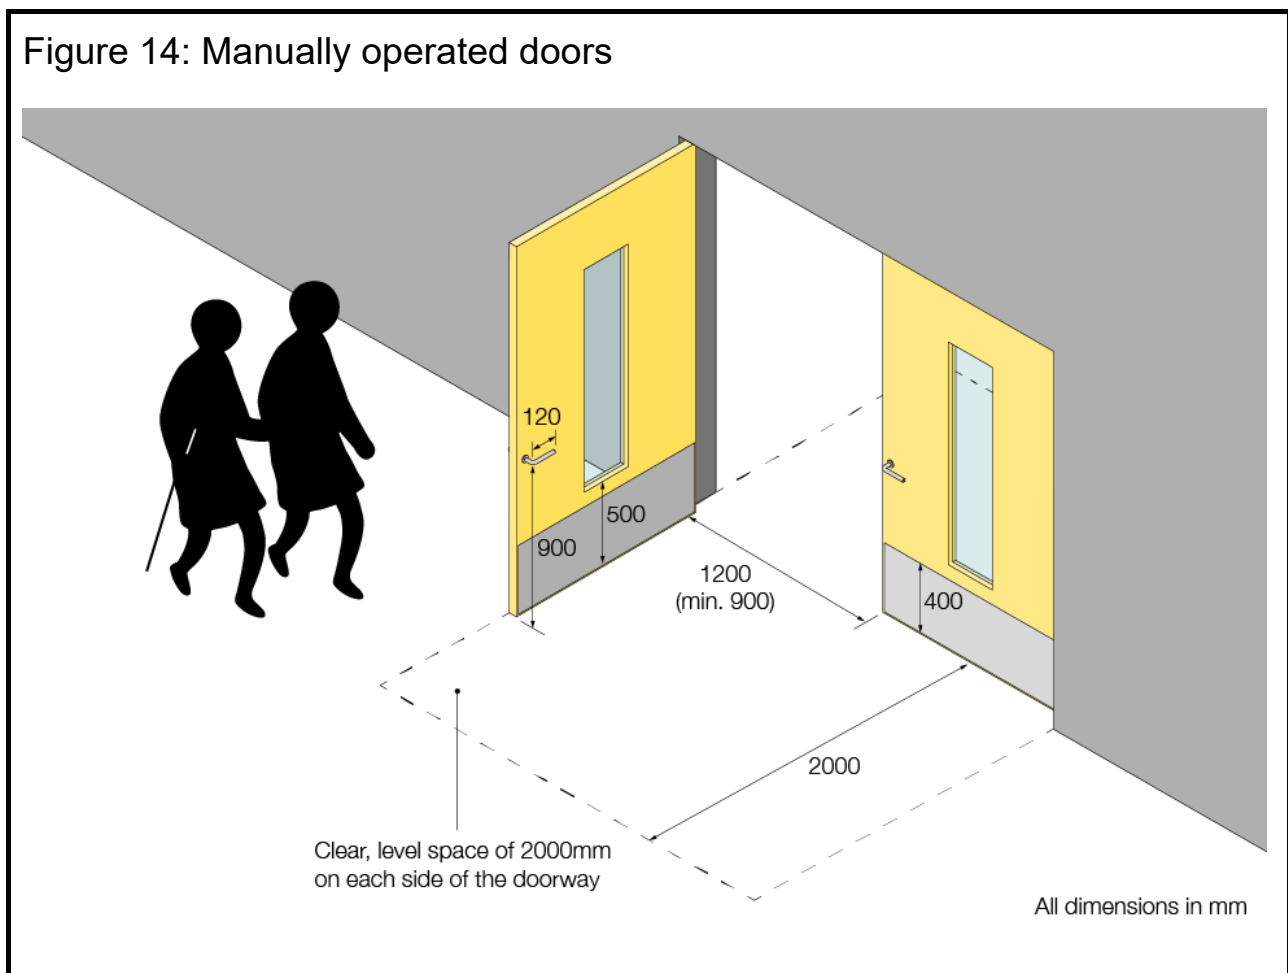 Figure 14: Manually operated doors
120
500
900
1200
(min. 900)
400
2000
Clear, level space of 2000mm
on each side of the doorway
All dimensions in mm